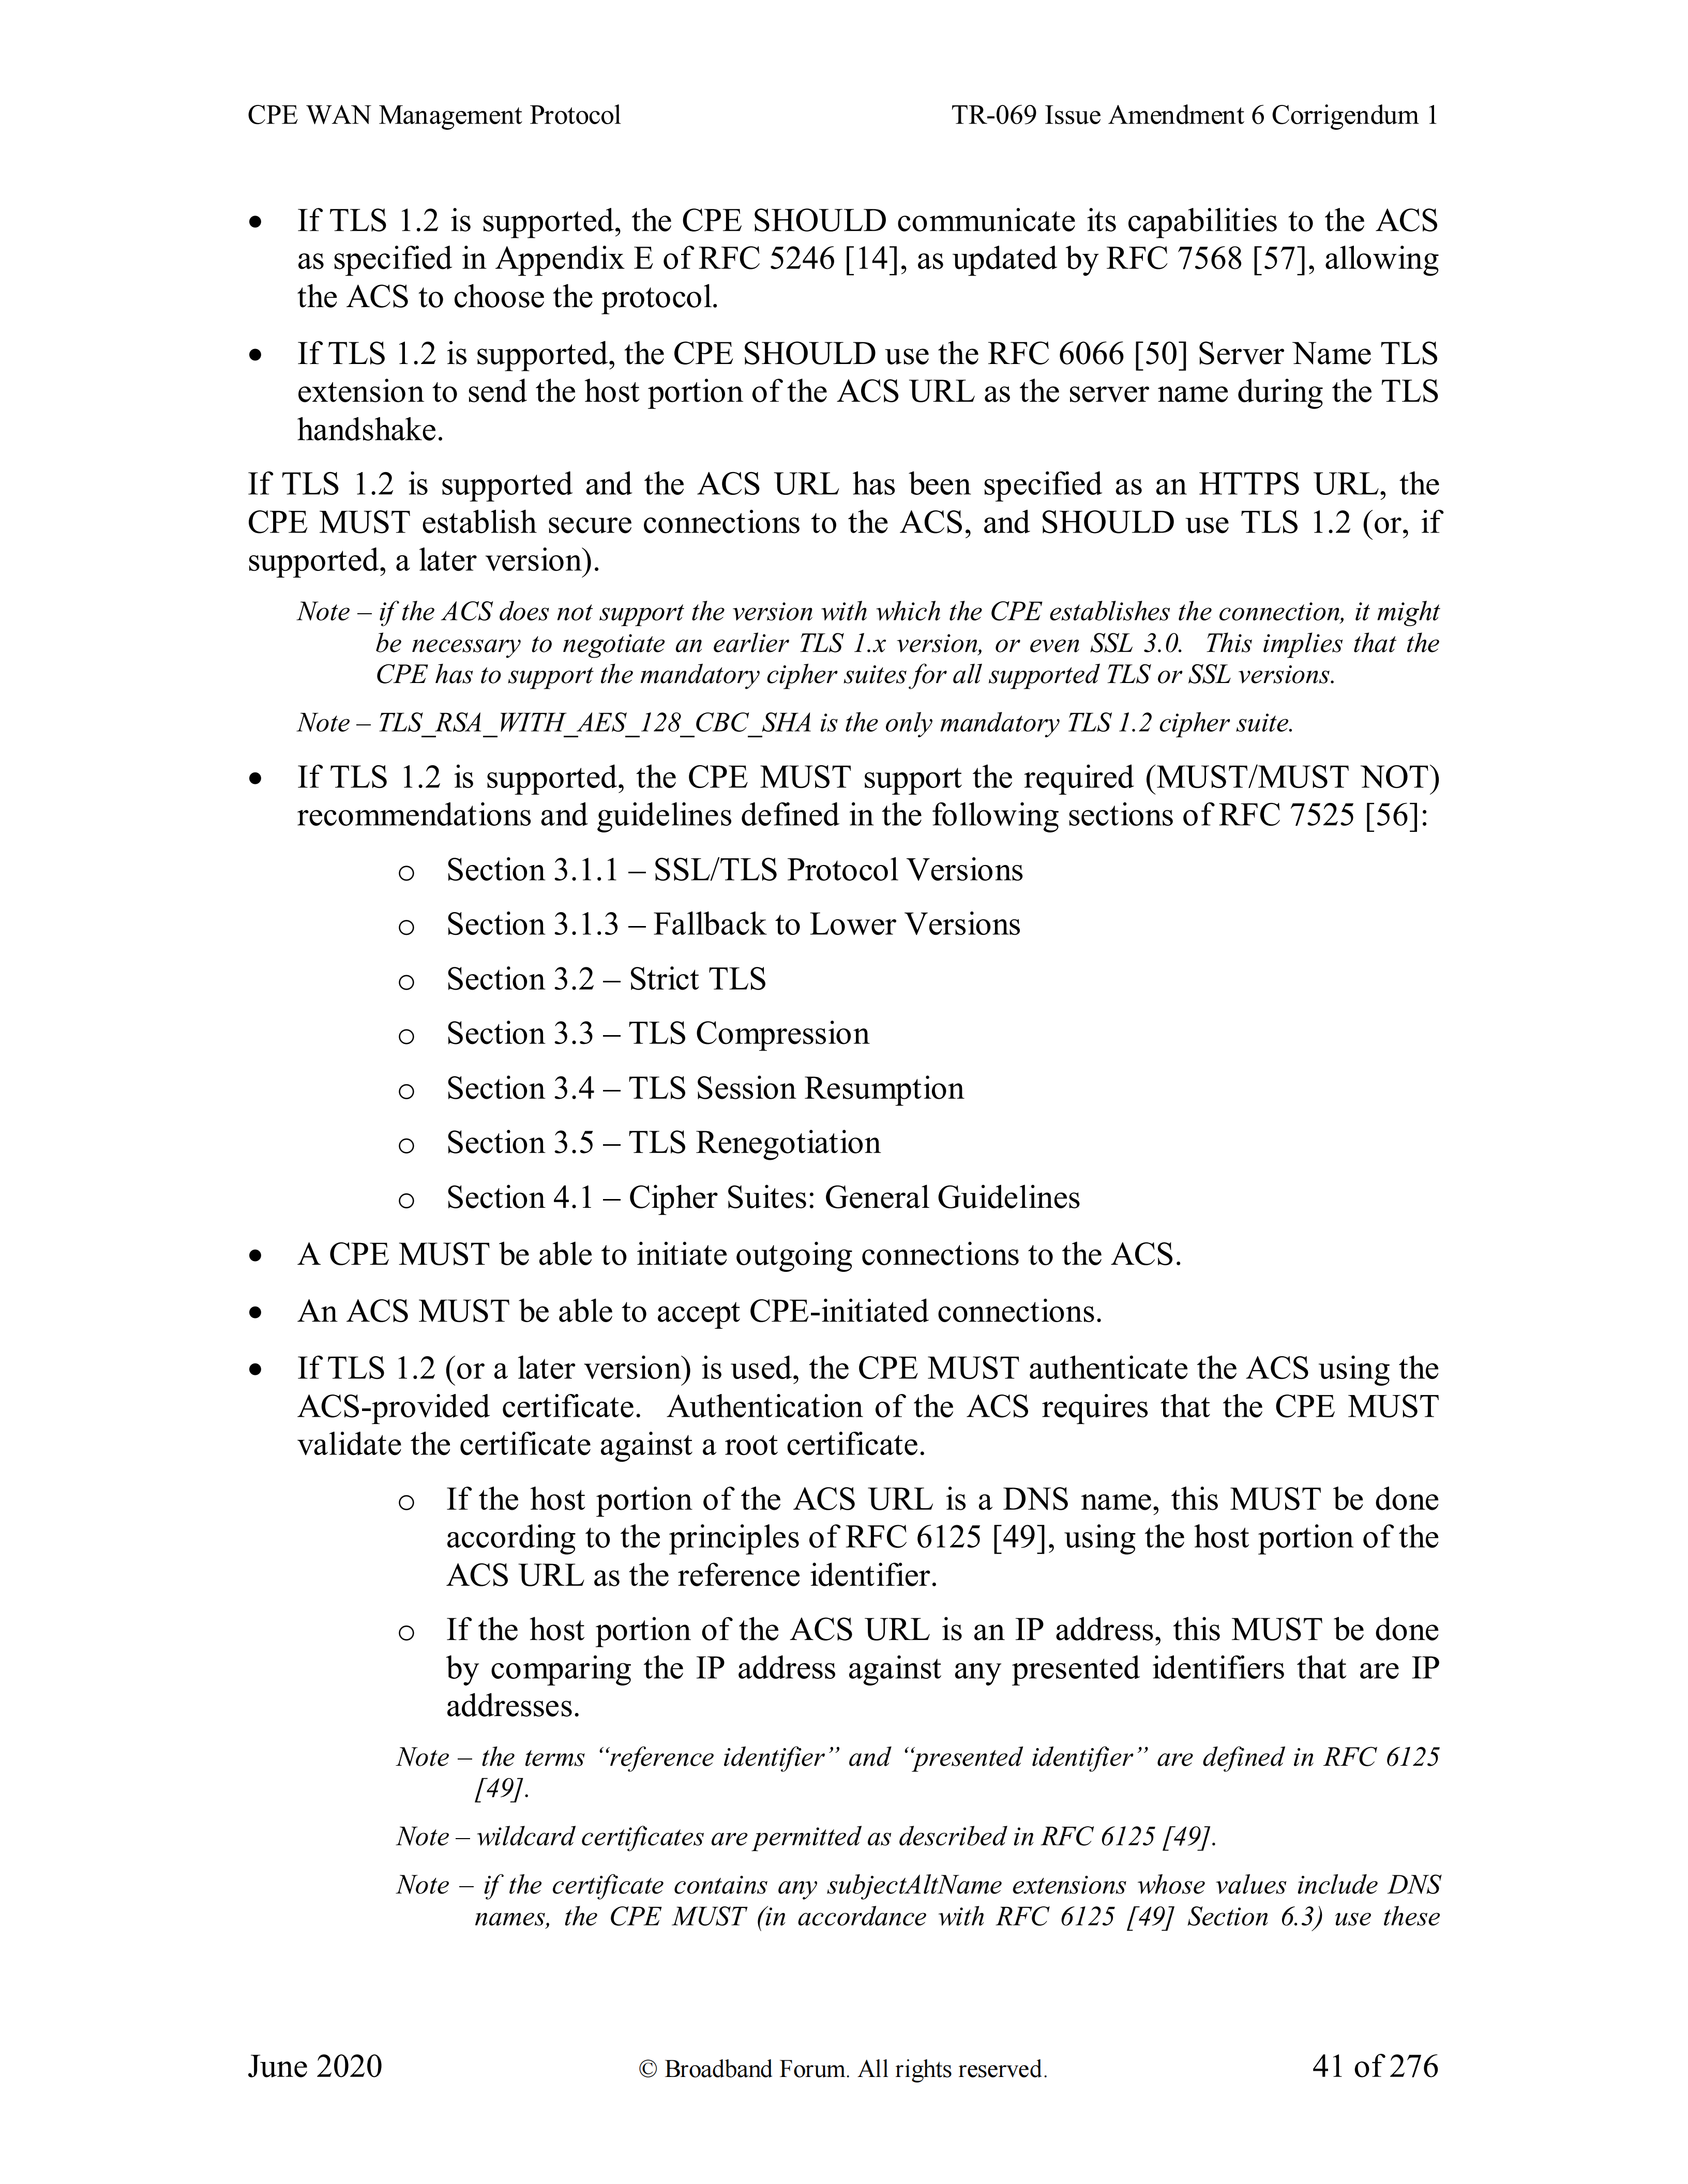 CPE WAN Management Protocol TR-069 Issue Amendment 6 Corrigendum 1
• If TLS 1.2 is supported, the CPE SHOULD communicate its capabilities to the ACS
as specified in Appendix E of RFC 5246 [14], as updated by RFC 7568 [57], allowing
the ACS to choose the protocol.
• If TLS 1.2 is supported, the CPE SHOULD use the RFC 6066 [50] Server Name TLS
extension to send the host portion of the ACS URL as the server name during the TLS
handshake.
If TLS 1.2 is supported and the ACS URL has been specified as an HTTPS URL, the
CPE MUST establish secure connections to the ACS, and SHOULD use TLS 1.2 (or, if
supported, a later version).
Note – if the ACS does not support the version with which the CPE establishes the connection, it might
be necessary to negotiate an earlier TLS 1.x version, or even SSL 3.0. This implies that the
CPE has to support the mandatory cipher suites for all supported TLS or SSL versions.
Note – TLS_RSA_WITH_AES_128_CBC_SHA is the only mandatory TLS 1.2 cipher suite.
• If TLS 1.2 is supported, the CPE MUST support the required (MUST/MUST NOT)
recommendations and guidelines defined in the following sections of RFC 7525 [56]:
o Section 3.1.1 – SSL/TLS Protocol Versions
o Section 3.1.3 – Fallback to Lower Versions
o Section 3.2 – Strict TLS
o Section 3.3 – TLS Compression
o Section 3.4 – TLS Session Resumption
o Section 3.5 – TLS Renegotiation
o Section 4.1 – Cipher Suites: General Guidelines
• A CPE MUST be able to initiate outgoing connections to the ACS.
• An ACS MUST be able to accept CPE-initiated connections.
• If TLS 1.2 (or a later version) is used, the CPE MUST authenticate the ACS using the
ACS-provided certificate. Authentication of the ACS requires that the CPE MUST
validate the certificate against a root certificate.
o If the host portion of the ACS URL is a DNS name, this MUST be done
according to the principles of RFC 6125 [49], using the host portion of the
ACS URL as the reference identifier.
o If the host portion of the ACS URL is an IP address, this MUST be done
by comparing the IP address against any presented identifiers that are IP
addresses.
Note – the terms “reference identifier” and “presented identifier” are defined in RFC 6125
[49].
Note – wildcard certificates are permitted as described in RFC 6125 [49].
Note – if the certificate contains any subjectAltName extensions whose values include DNS
names, the CPE MUST (in accordance with RFC 6125 [49] Section 6.3) use these
June 2020 © Broadband Forum. All rights reserved. 41 of 276